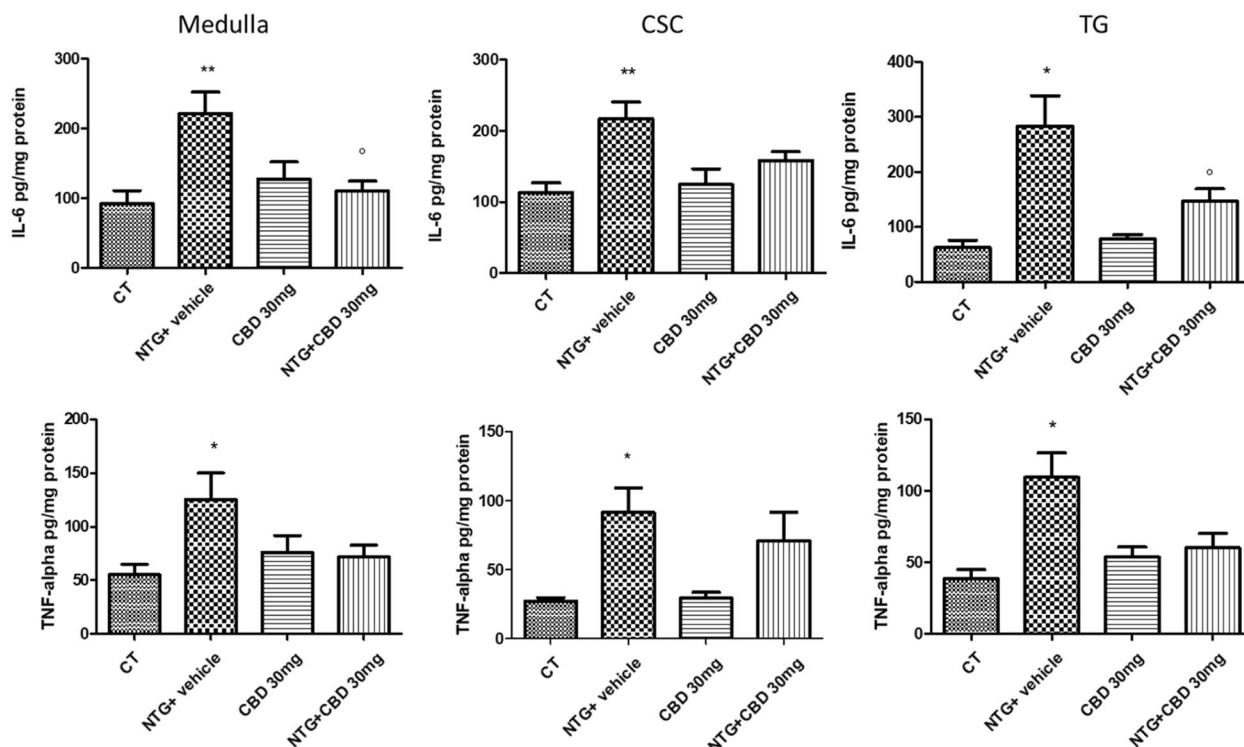 Medulla
CSC
TG
IL-6 pg/mg protein
300
200
100
0
**
°
CT
NTG+ vehicle
CBD 30mg
NTG+CBD 30mg
IL-6 pg/mg protein
300
200
100
0
**
CT
NTG+ vehicle
CBD 30mg
NTG+CBD 30mg
IL-6 pg/mg protein
400
300
200
100
0
*
°
CT
NTG+ vehicle
CBD 30mg
NTG+CBD 30mg
TNF-alpha pg/mg protein
200
150
100
50
0
*
CT
NTG+ vehicle
CBD 30mg
NTG+CBD 30mg
TNF-alpha pg/mg protein
150
100
50
0
*
CT
NTG+ vehicle
CBD 30mg
NTG+CBD 30mg
TNF-alpha pg/mg protein
150
100
50
0
*
CT
NTG+ vehicle
CBD 30mg
NTG+CBD 30mg